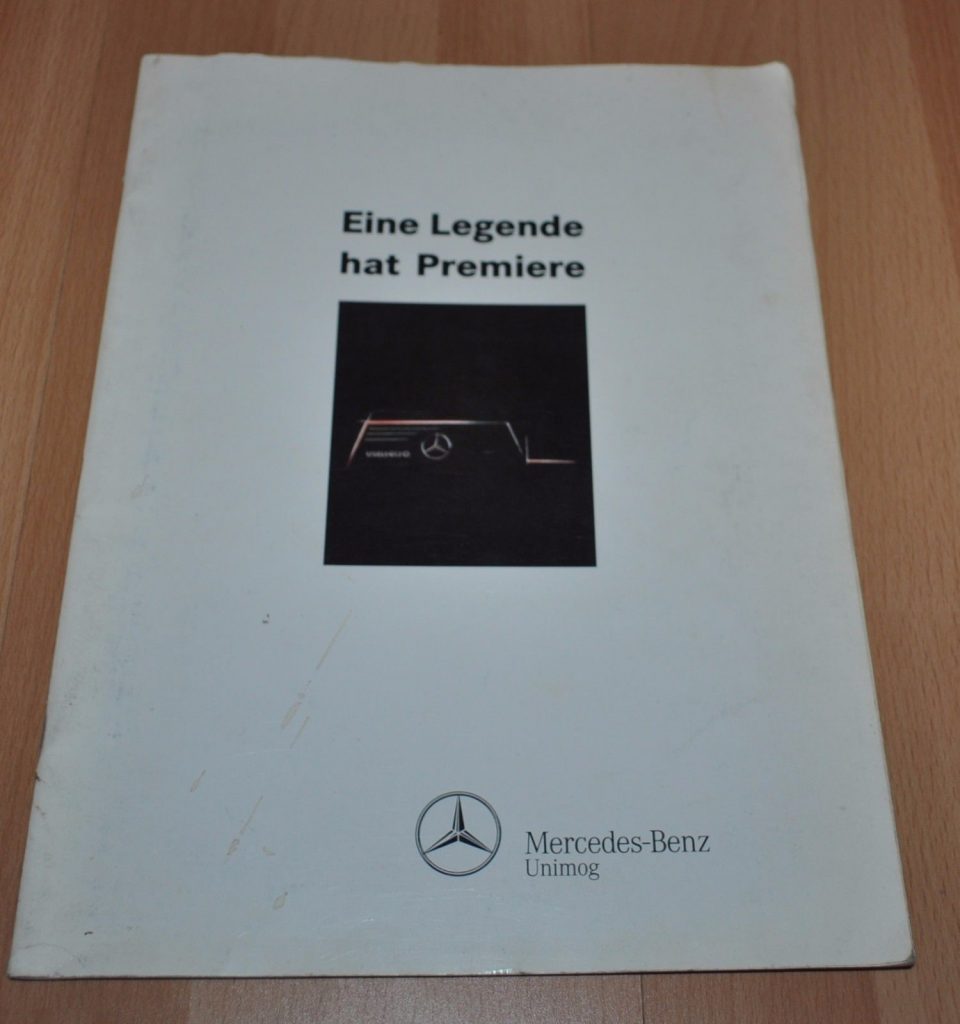 Eine Legende
hat Premiere
Mercedes-Benz
Unimog